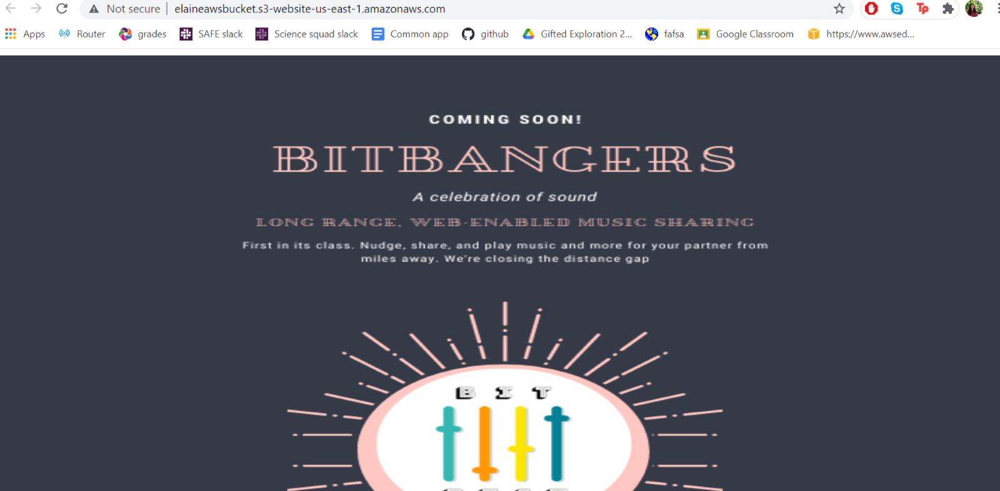 Not secure | elaineawsbucket.s3-website-us-east-1.amazonaws.com
Tp
Apps Router grades SAFE slack Science squad slack Common app github Gifted Exploration 2... fafsa Google Classroom https://www.awsed...
COMING SOON!
BITBANGERS
A celebration of sound
LONG RANGE, WEB-ENABLED MUSIC SHARING
First in its class. Nudge, share, and play music and more for your partner from
miles away. We're closing the distance gap
BIT